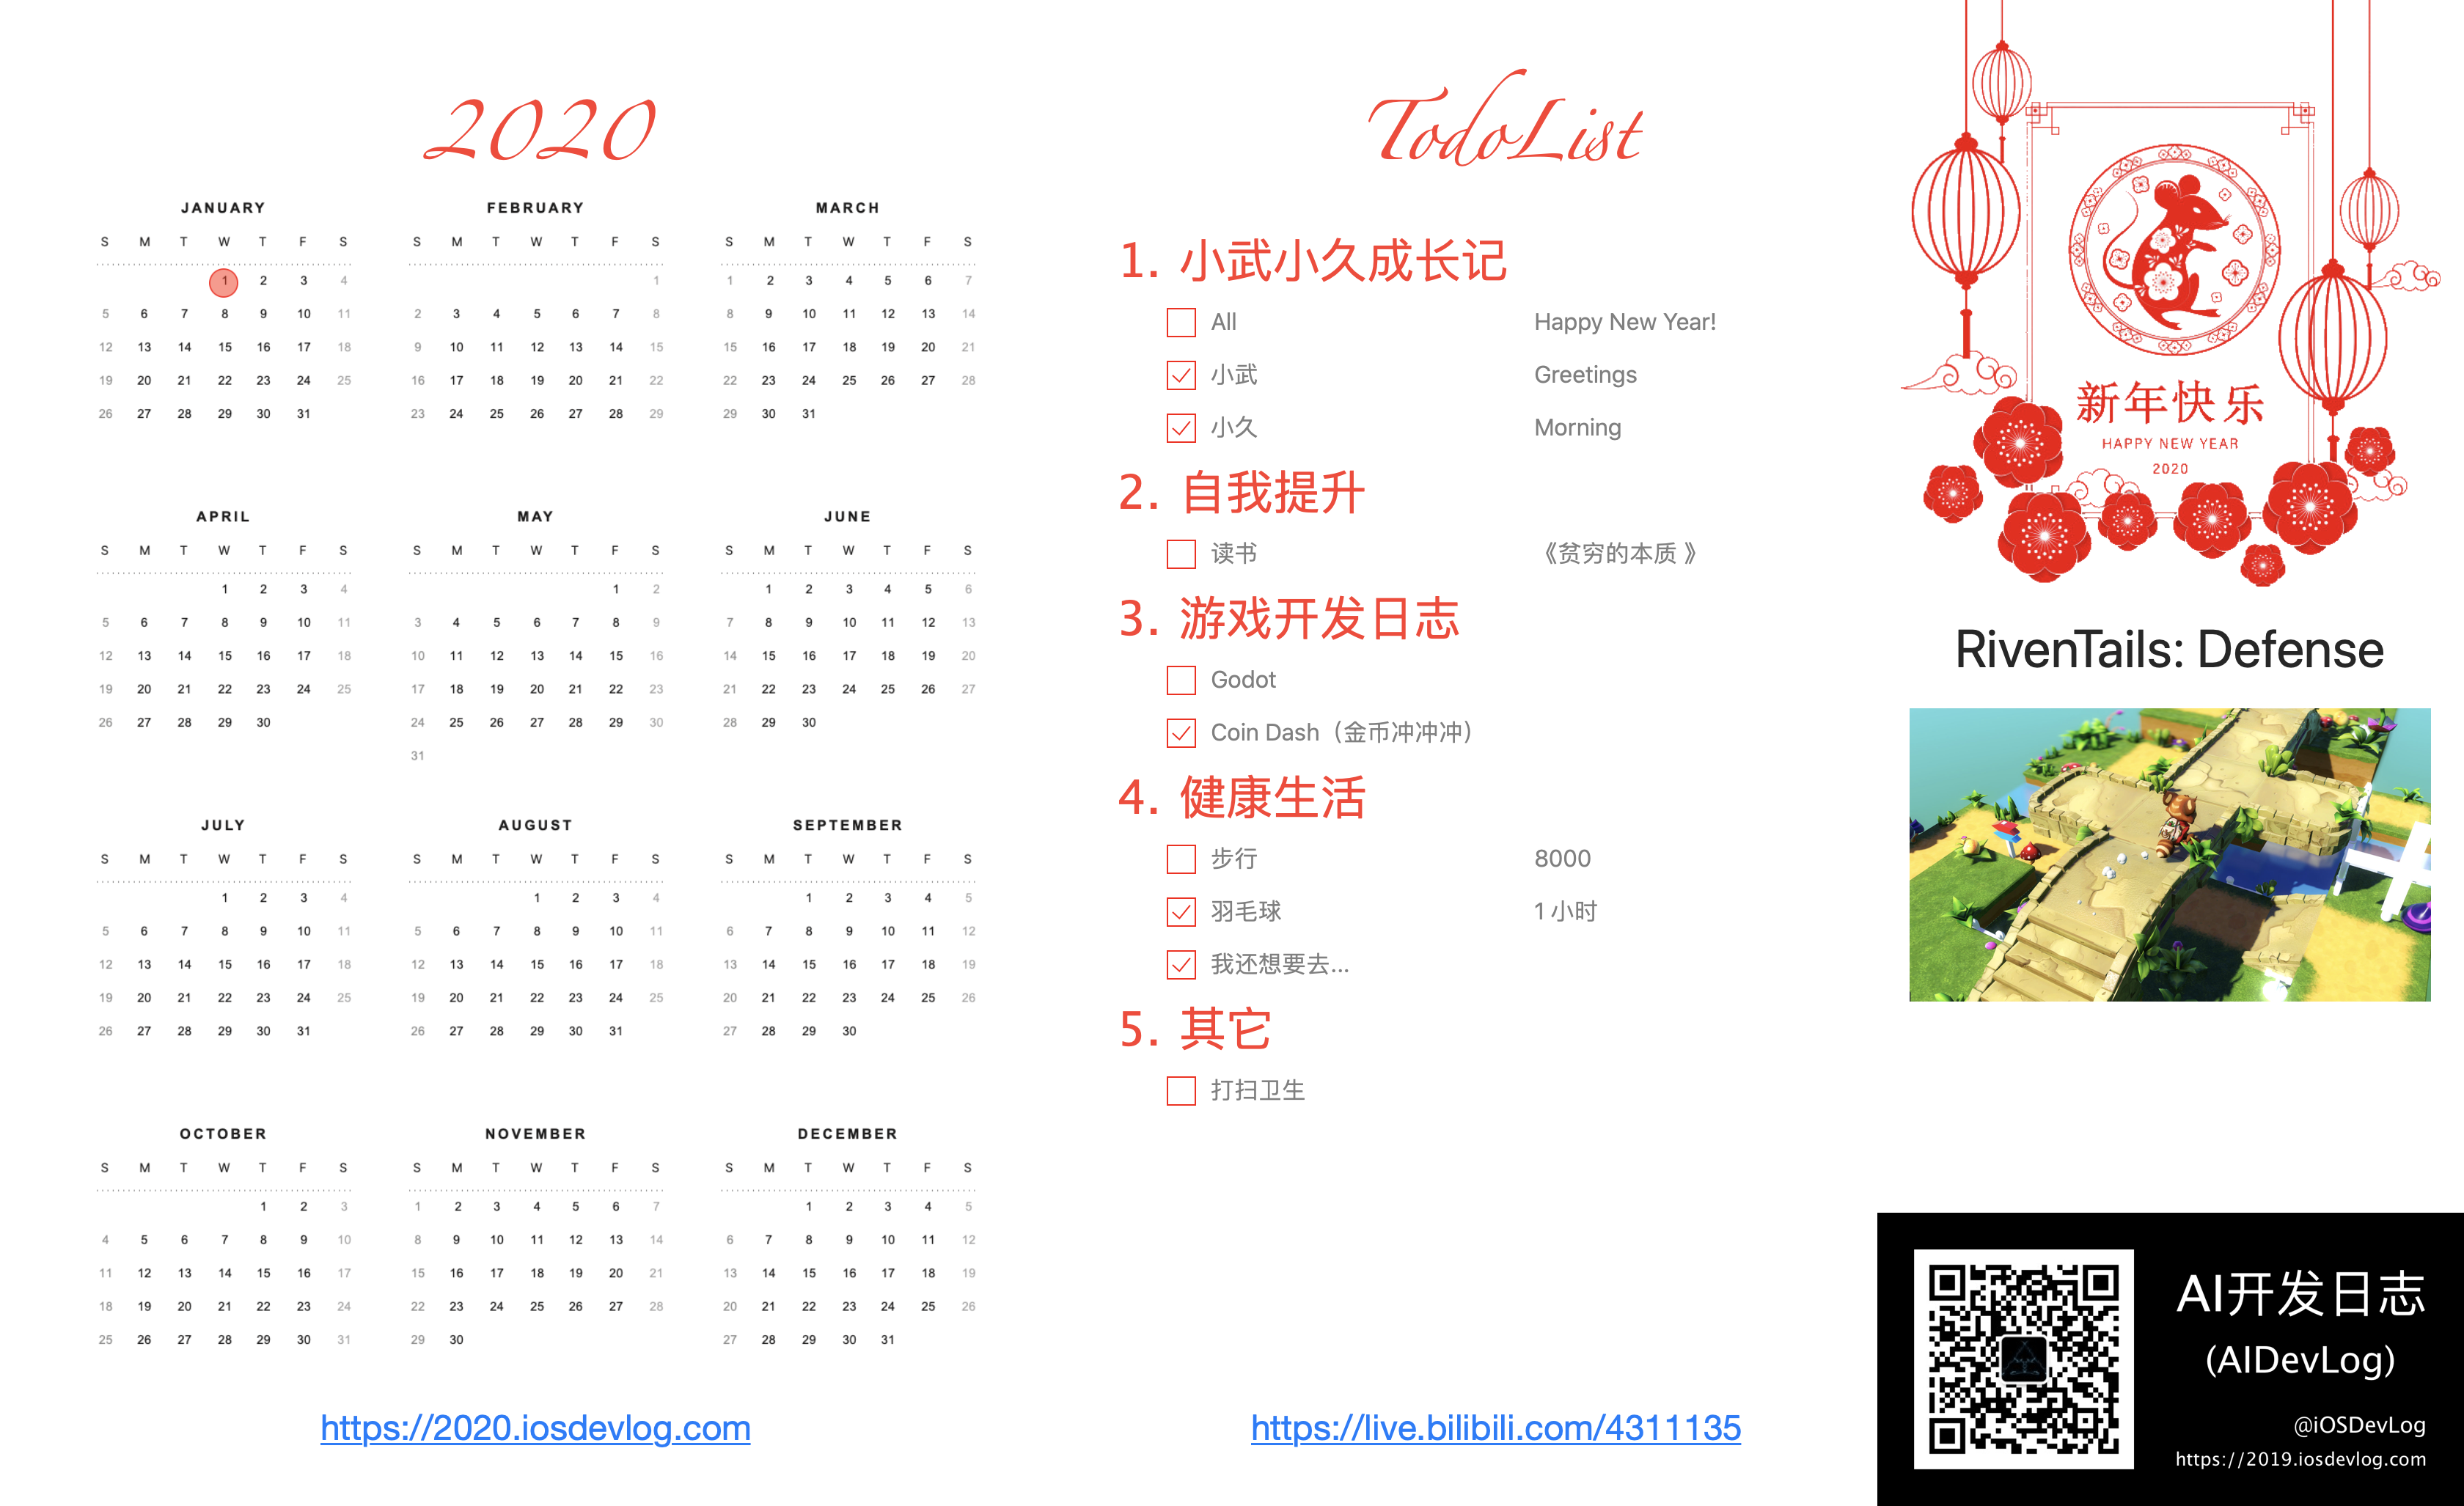 2020
JANUARY
S M T W T F S
1 2 3 4
5 6 7 8 9 10 11
12 13 14 15 16 17 18
19 20 21 22 23 24 25
26 27 28 29 30 31
FEBRUARY
S M T W T F S
1
2 3 4 5 6 7 8
9 10 11 12 13 14 15
16 17 18 19 20 21 22
23 24 25 26 27 28 29
MARCH
S M T W T F S
1 2 3 4 5 6 7
8 9 10 11 12 13 14
15 16 17 18 19 20 21
22 23 24 25 26 27 28
29 30 31
APRIL
S M T W T F S
1 2 3 4
5 6 7 8 9 10 11
12 13 14 15 16 17 18
19 20 21 22 23 24 25
26 27 28 29 30
MAY
S M T W T F S
1 2
3 4 5 6 7 8 9
10 11 12 13 14 15 16
17 18 19 20 21 22 23
24 25 26 27 28 29 30
31
JUNE
S M T W T F S
1 2 3 4 5 6
7 8 9 10 11 12 13
14 15 16 17 18 19 20
21 22 23 24 25 26 27
28 29 30
JULY
S M T W T F S
1 2 3 4
5 6 7 8 9 10 11
12 13 14 15 16 17 18
19 20 21 22 23 24 25
26 27 28 29 30 31
AUGUST
S M T W T F S
1 2 3 4
5 6 7 8 9 10 11
12 13 14 15 16 17 18
19 20 21 22 23 24 25
26 27 28 29 30 31
SEPTEMBER
S M T W T F S
1 2 3 4 5
6 7 8 9 10 11 12
13 14 15 16 17 18 19
20 21 22 23 24 25 26
27 28 29 30
OCTOBER
S M T W T F S
1 2 3
4 5 6 7 8 9 10
11 12 13 14 15 16 17
18 19 20 21 22 23 24
25 26 27 28 29 30 31
NOVEMBER
S M T W T F S
1 2 3 4 5 6 7
8 9 10 11 12 13 14
15 16 17 18 19 20 21
22 23 24 25 26 27 28
29 30
DECEMBER
S M T W T F S
1 2 3 4 5
6 7 8 9 10 11 12
13 14 15 16 17 18 19
20 21 22 23 24 25 26
27 28 29 30 31
https://2020.iosdevlog.com
TodoList
1. 小武小久成长记
All Happy New Year!
小武 Greetings
小久 Morning
2. 自我提升
读书 《贫穷的本质 》
3. 游戏开发日志
Godot
Coin Dash（金币冲冲冲）
4. 健康生活
步行 8000
羽毛球 1 小时
我还想要去...
5. 其它
打扫卫生
https://live.bilibili.com/4311135
新年快乐
HAPPY NEW YEAR
2020
RivenTails: Defense
AI开发日志
(AIDevLog)
@iOSDevLog
https://2019.iosdevlog.com